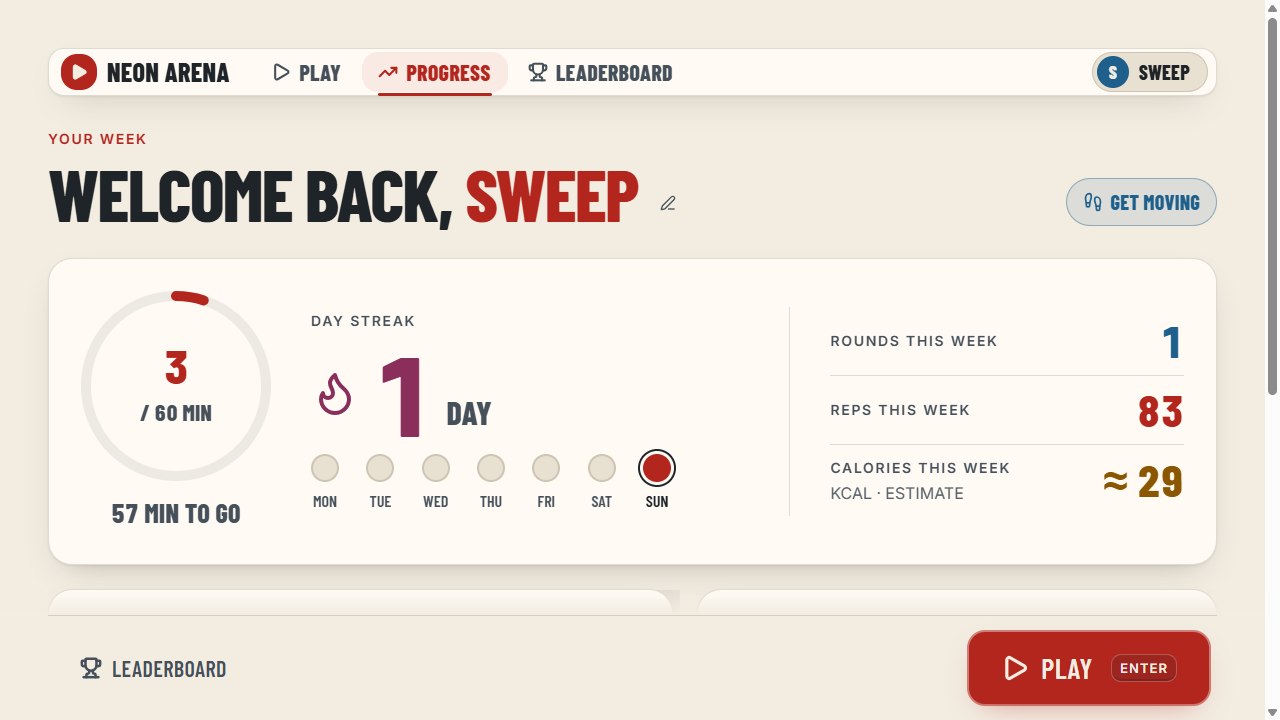 NEON ARENA
PLAY
PROGRESS
LEADERBOARD
S
SWEEP
YOUR WEEK
WELCOME BACK, SWEEP
GET MOVING
3
/ 60 MIN
57 MIN TO GO
DAY STREAK
1 DAY
MON TUE WED THU FRI SAT SUN
ROUNDS THIS WEEK
1
REPS THIS WEEK
83
CALORIES THIS WEEK
KCAL · ESTIMATE
≈ 29
LEADERBOARD
PLAY ENTER